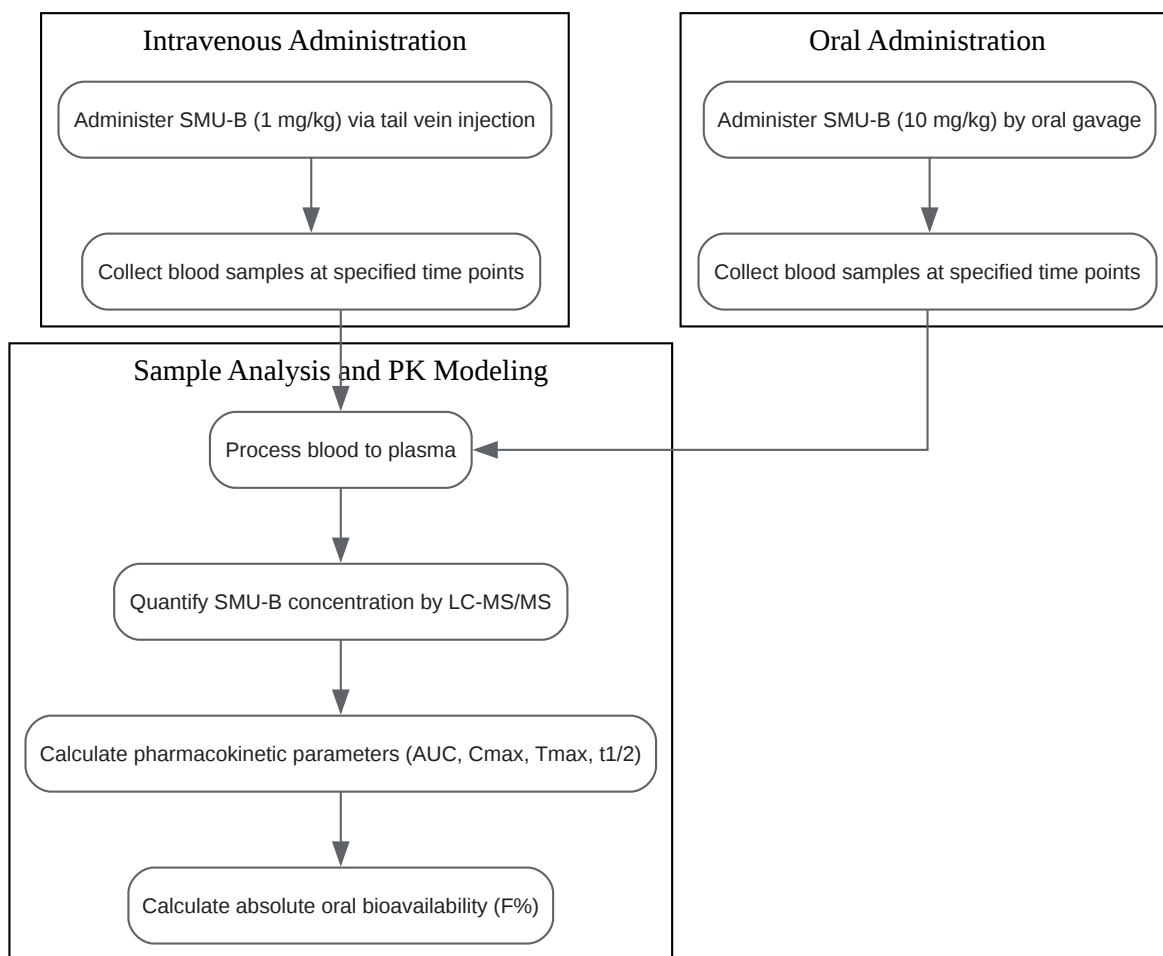 Intravenous Administration
Administer SMU-B (1 mg/kg) via tail vein injection
Collect blood samples at specified time points
Oral Administration
Administer SMU-B (10 mg/kg) by oral gavage
Collect blood samples at specified time points
Sample Analysis and PK Modeling
Process blood to plasma
Quantify SMU-B concentration by LC-MS/MS
Calculate pharmacokinetic parameters (AUC, Cmax, Tmax, t1/2)
Calculate absolute oral bioavailability (F%)